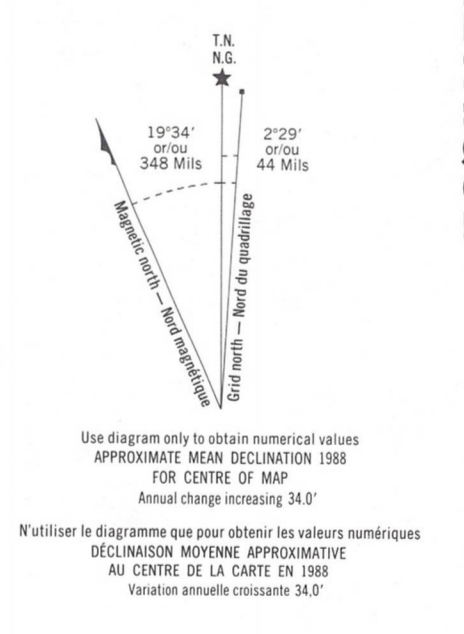 T.N.
N.G.
19°34′
or/ou
348 Mils
2°29′
or/ou
44 Mils
Magnetic north — Nord magnétique
Grid north — Nord du quadrillage
Use diagram only to obtain numerical values
APPROXIMATE MEAN DECLINATION 1988
FOR CENTRE OF MAP
Annual change increasing 34.0′
N'utiliser le diagramme que pour obtenir les valeurs numériques
DÉCLINAISON MOYENNE APPROXIMATIVE
AU CENTRE DE LA CARTE EN 1988
Variation annuelle croissante 34,0′